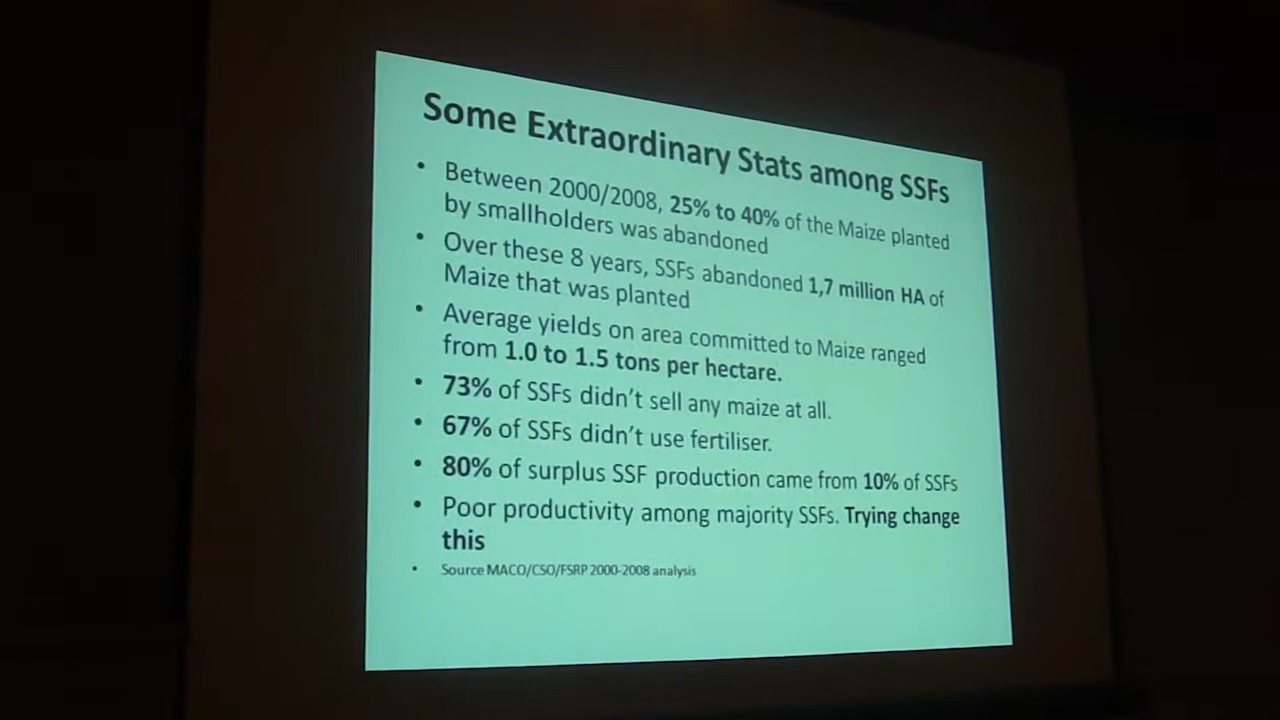 Some Extraordinary Stats among SSFs
• Between 2000/2008, 25% to 40% of the Maize planted
by smallholders was abandoned
• Over these 8 years, SSFs abandoned 1,7 million HA of
Maize that was planted
• Average yields on area committed to Maize ranged
from 1.0 to 1.5 tons per hectare.
• 73% of SSFs didn't sell any maize at all.
• 67% of SSFs didn't use fertiliser.
• 80% of surplus SSF production came from 10% of SSFs
• Poor productivity among majority SSFs. Trying change
this
• Source MACO/CSO/FSRP 2000-2008 analysis